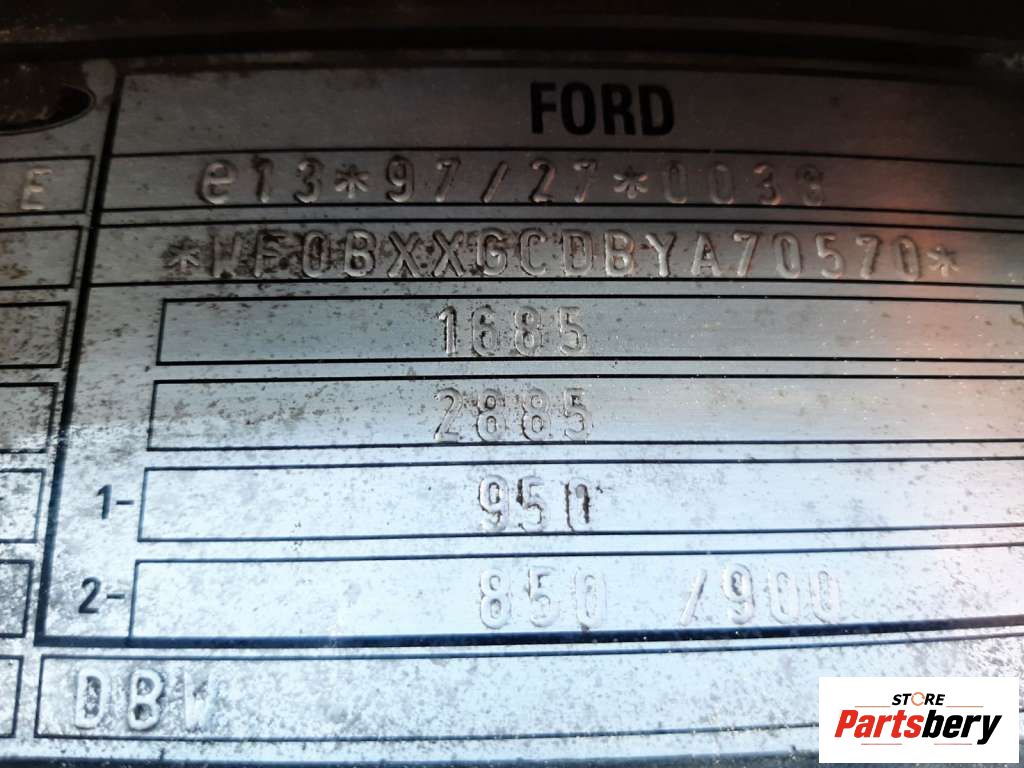 FORD
E e13*97/27*0038
*WF0BXXGCDBYA70570*
1685
2885
1- 950
2- 850 /900
DBW
STORE
Partsbery